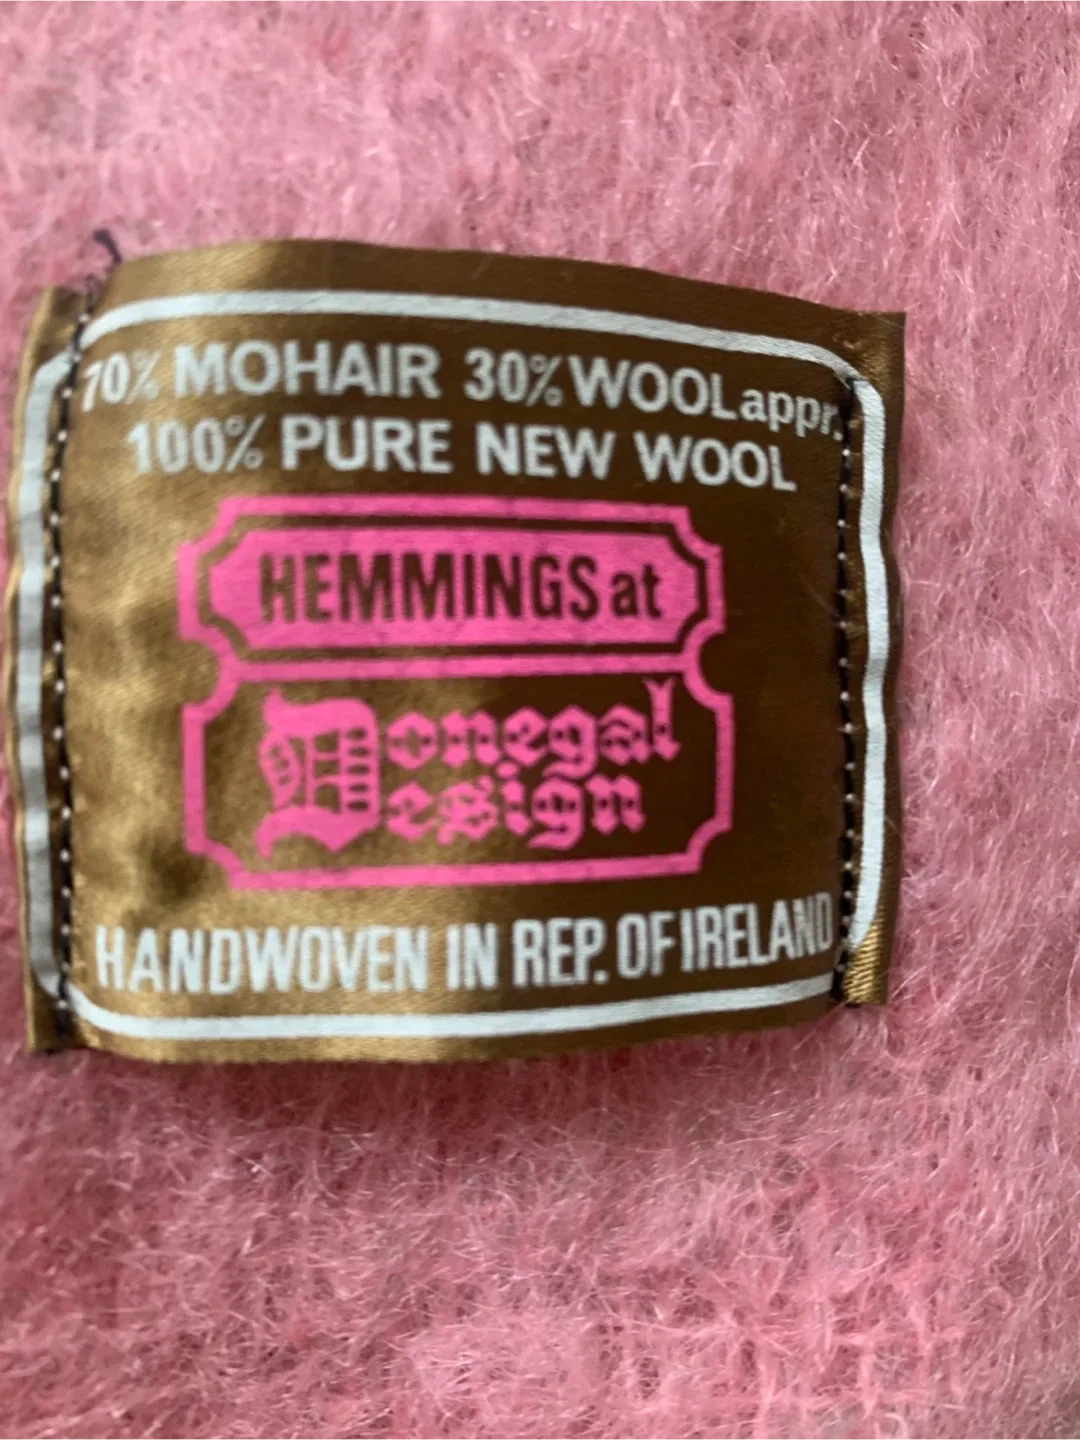 70% MOHAIR 30% WOOL appr.
100% PURE NEW WOOL
HEMMINGS at
Donegal
Design
HANDWOVEN IN REP. OF IRELAND